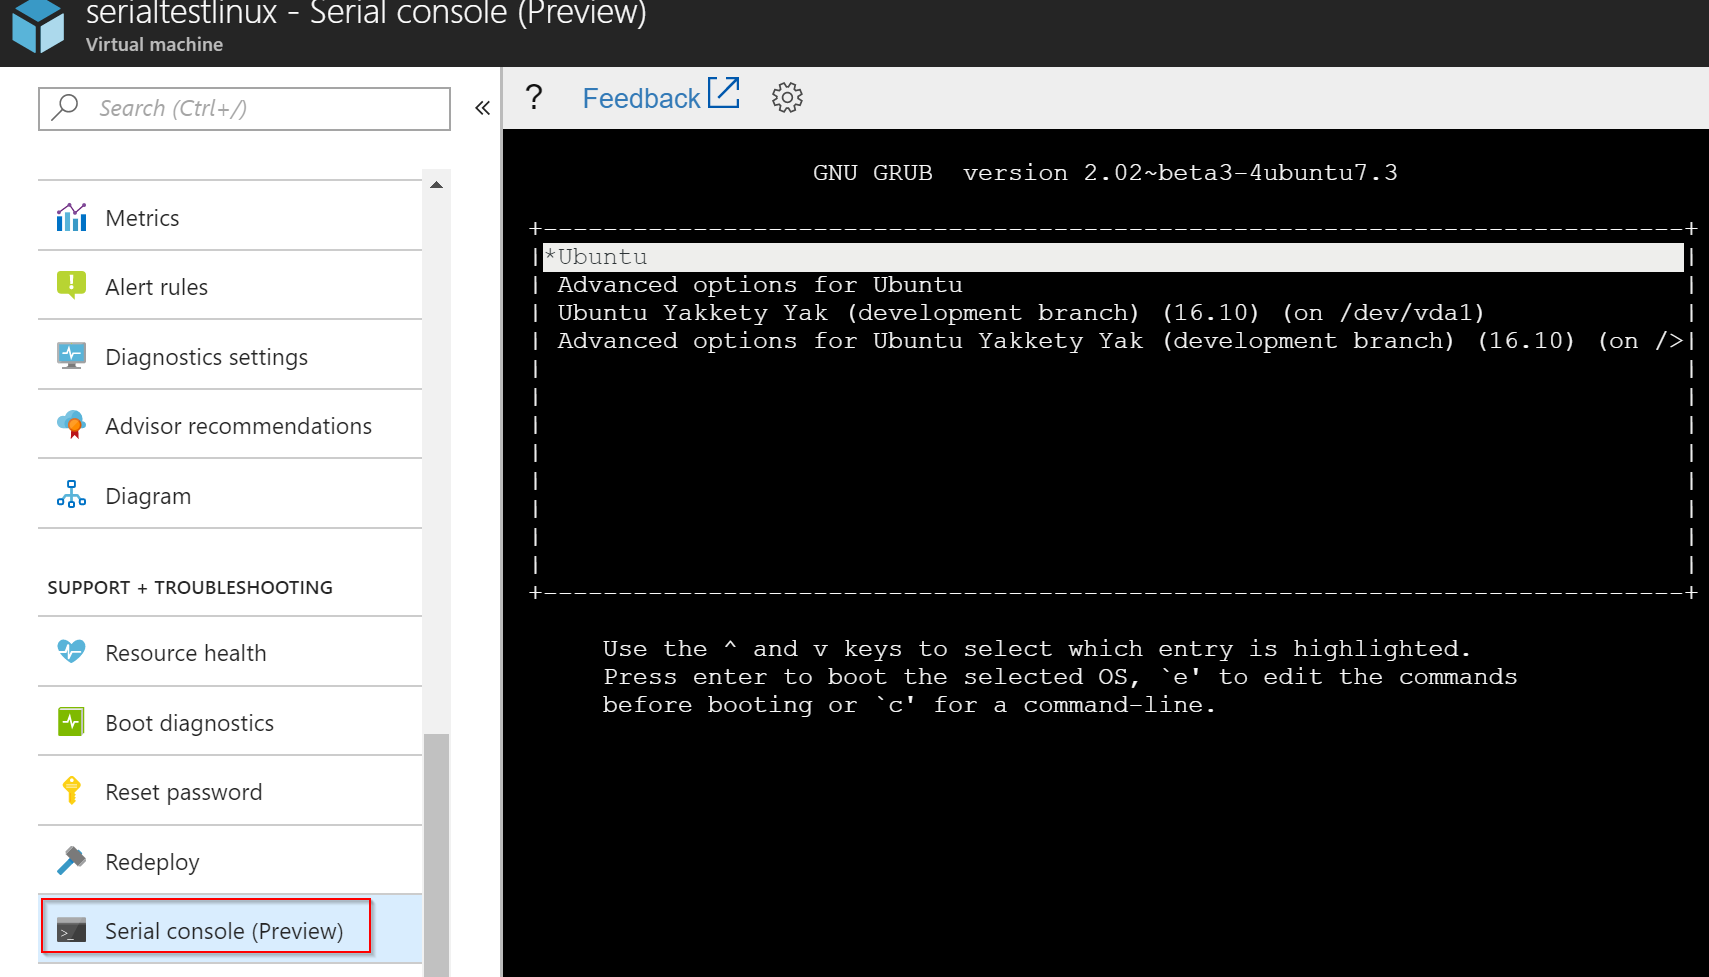 serialtestlinux - Serial console (Preview)
Virtual machine
Search (Ctrl+/)
«
Metrics
Alert rules
Diagnostics settings
Advisor recommendations
Diagram
SUPPORT + TROUBLESHOOTING
Resource health
Boot diagnostics
Reset password
Redeploy
Serial console (Preview)
? Feedback
GNU GRUB  version 2.02~beta3-4ubuntu7.3
*Ubuntu
Advanced options for Ubuntu
Ubuntu Yakkety Yak (development branch) (16.10) (on /dev/vda1)
Advanced options for Ubuntu Yakkety Yak (development branch) (16.10) (on />
Use the ^ and v keys to select which entry is highlighted.
Press enter to boot the selected OS, `e' to edit the commands
before booting or `c' for a command-line.